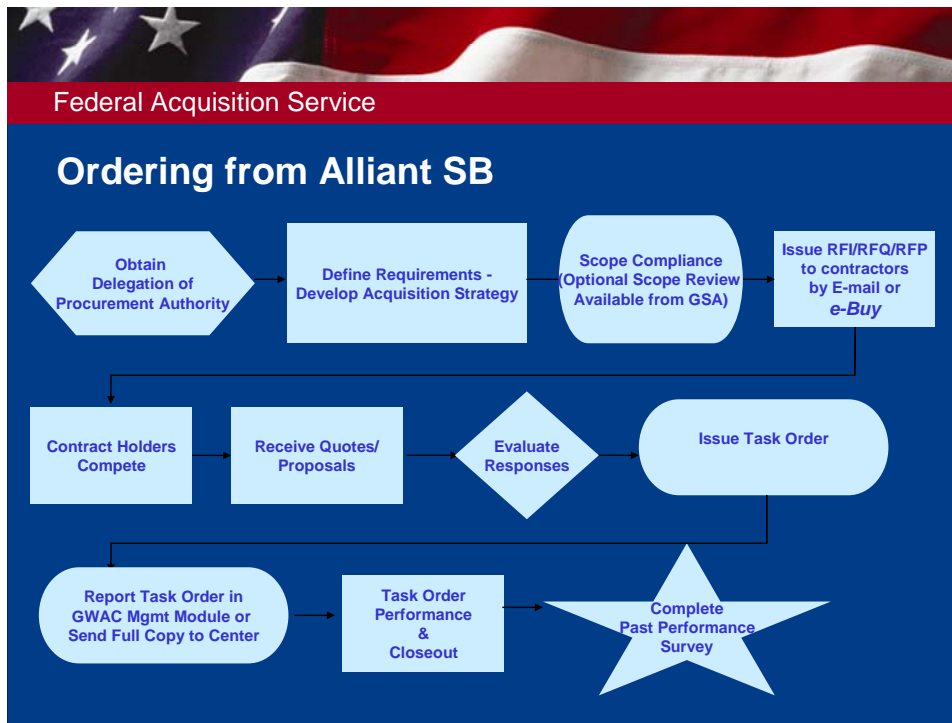 Federal Acquisition Service
Ordering from Alliant SB
Obtain
Delegation of
Procurement Authority
Define Requirements -
Develop Acquisition Strategy
Scope Compliance
(Optional Scope Review
Available from GSA)
Issue RFI/RFQ/RFP
to contractors
by E-mail or
e-Buy
Contract Holders
Compete
Receive Quotes/
Proposals
Evaluate
Responses
Issue Task Order
Report Task Order in
GWAC Mgmt Module or
Send Full Copy to Center
Task Order
Performance
&
Closeout
Complete
Past Performance
Survey